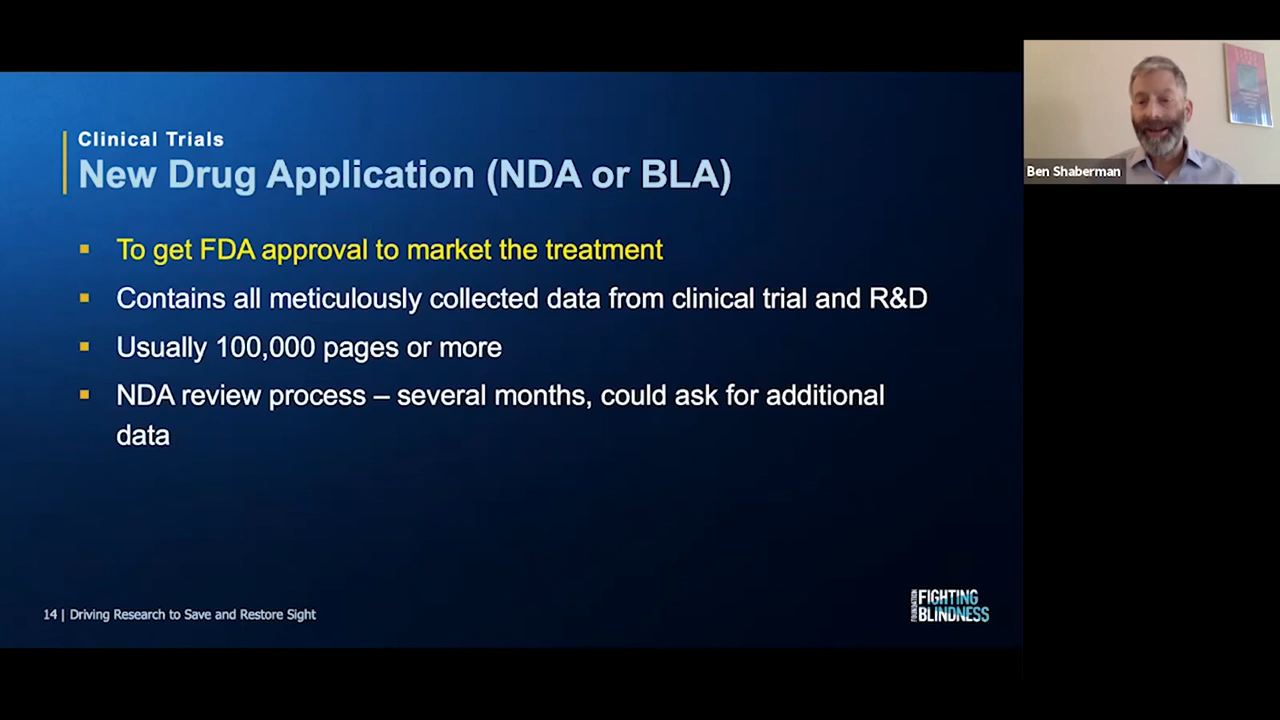 Clinical Trials
New Drug Application (NDA or BLA)
▪ To get FDA approval to market the treatment
▪ Contains all meticulously collected data from clinical trial and R&D
▪ Usually 100,000 pages or more
▪ NDA review process – several months, could ask for additional
data
14 | Driving Research to Save and Restore Sight
FOUNDATION
FIGHTING
BLINDNESS
Ben Shaberman